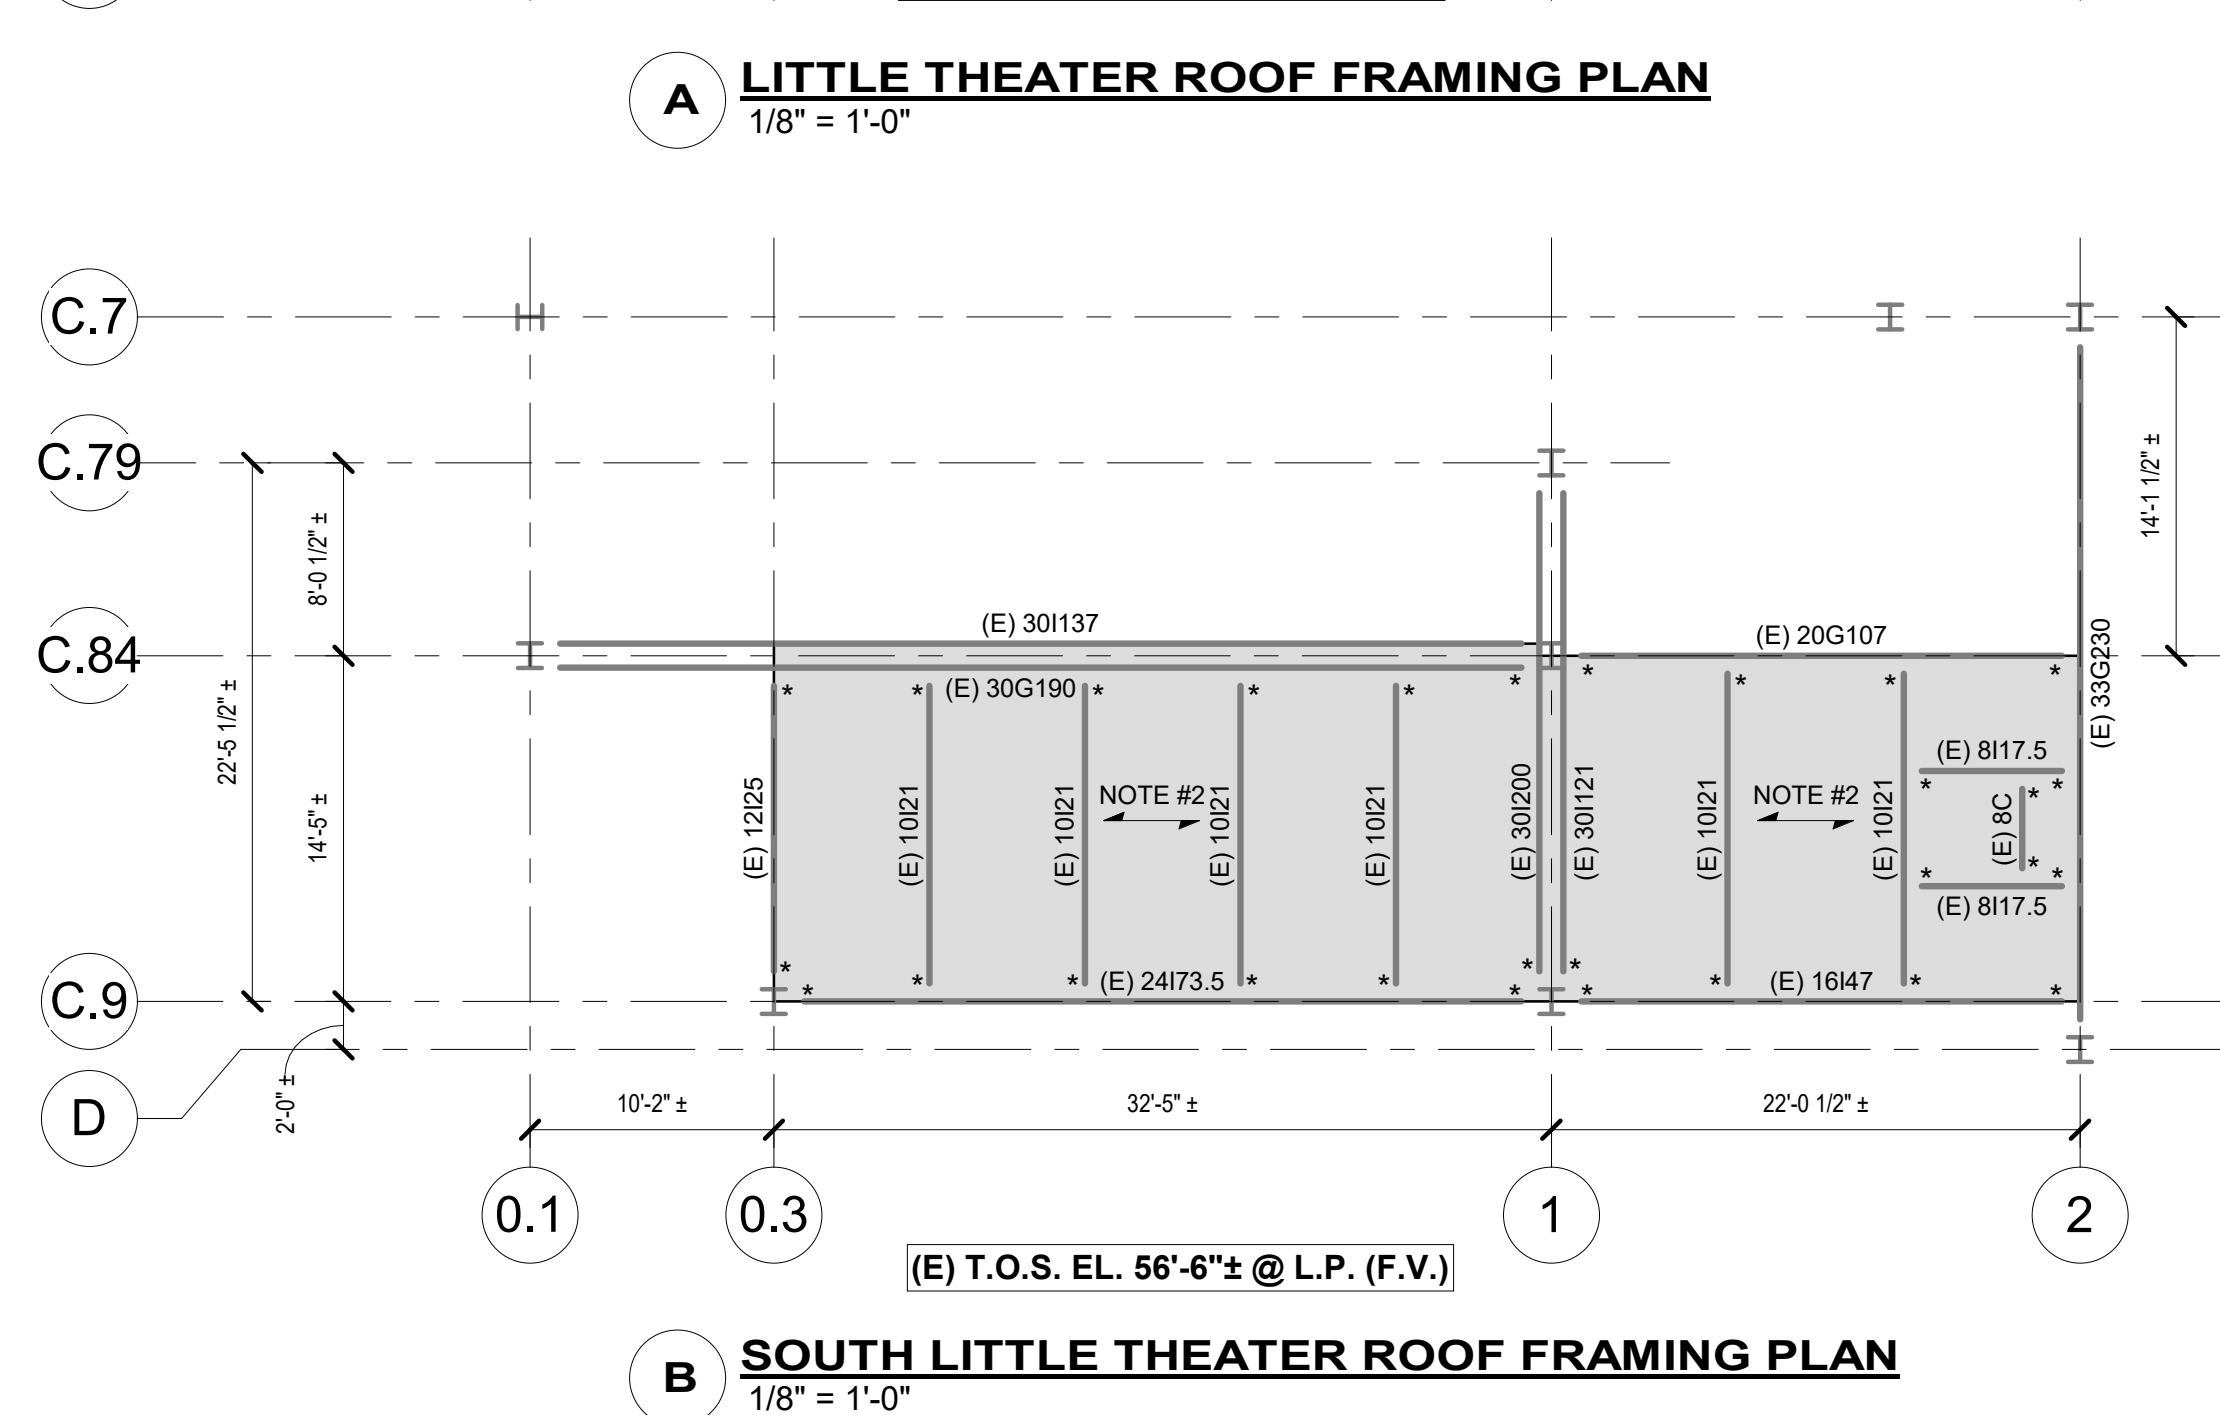 A
LITTLE THEATER ROOF FRAMING PLAN
1/8" = 1'-0"
C.7
C.79
C.84
C.9
D
22'-5 1/2" ±
8'-0 1/2" ±
14'-5" ±
2'-0" ±
14'-1 1/2" ±
(E) 30I137
(E) 20G107
(E) 33G230
* * (E) 30G190 * * * * * *
(E) 12I25
(E) 10I21
(E) 10I21
NOTE #2
(E) 10I21
(E) 10I21
(E) 30I200
(E) 30I121
(E) 10I21
NOTE #2
(E) 10I21
(E) 8I17.5
* * *
(E) 8C
* * *
(E) 8I17.5
* * *
* * * (E) 24I73.5 * * * * * (E) 16I47 * *
10'-2" ±
32'-5" ±
22'-0 1/2" ±
0.1
0.3
1
2
(E) T.O.S. EL. 56'-6"± @ L.P. (F.V.)
B
SOUTH LITTLE THEATER ROOF FRAMING PLAN
1/8" = 1'-0"